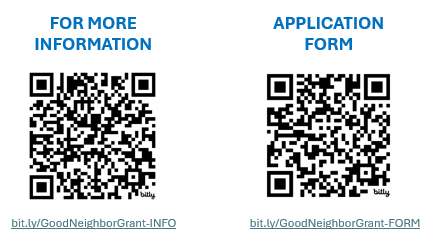 FOR MORE
INFORMATION
bitly
bit.ly/GoodNeighborGrant-INFO
APPLICATION
FORM
bitly
bit.ly/GoodNeighborGrant-FORM